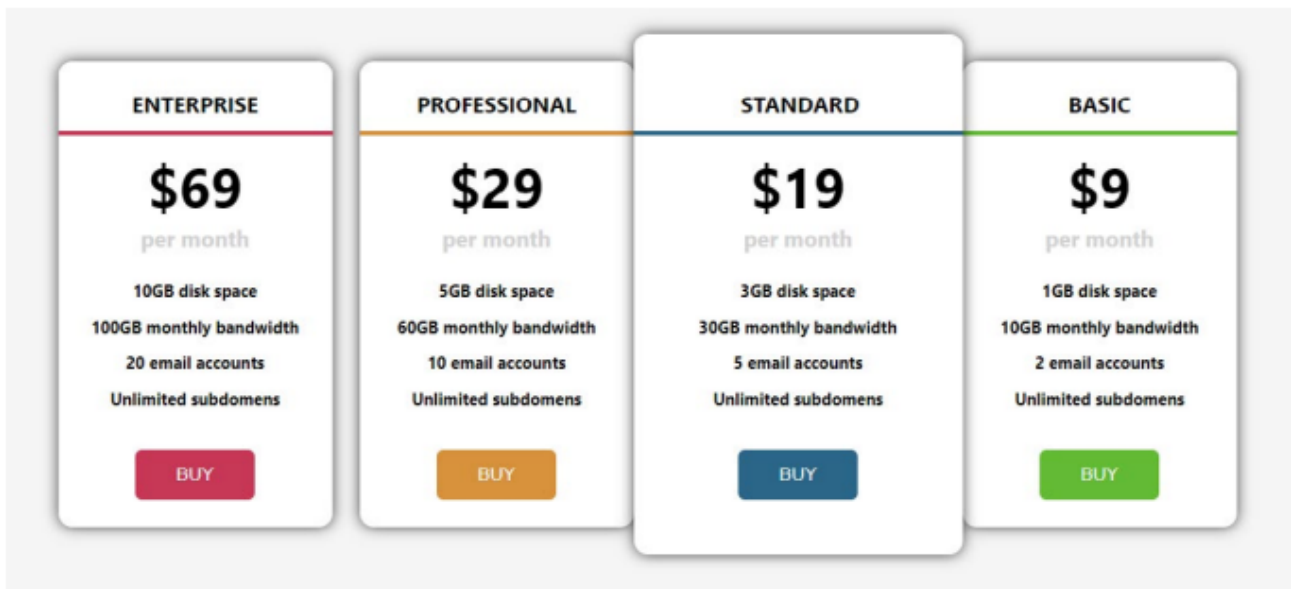 ENTERPRISE
$69
per month
10GB disk space
100GB monthly bandwidth
20 email accounts
Unlimited subdomens
BUY
PROFESSIONAL
$29
per month
5GB disk space
60GB monthly bandwidth
10 email accounts
Unlimited subdomens
BUY
STANDARD
$19
per month
3GB disk space
30GB monthly bandwidth
5 email accounts
Unlimited subdomens
BUY
BASIC
$9
per month
1GB disk space
10GB monthly bandwidth
2 email accounts
Unlimited subdomens
BUY